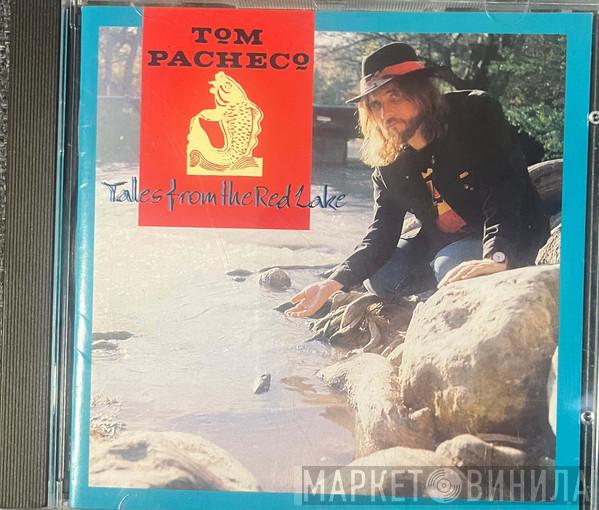 TOM
PACHECO
Tales from the Red Lake
МАРКЕТ ВИНИЛА